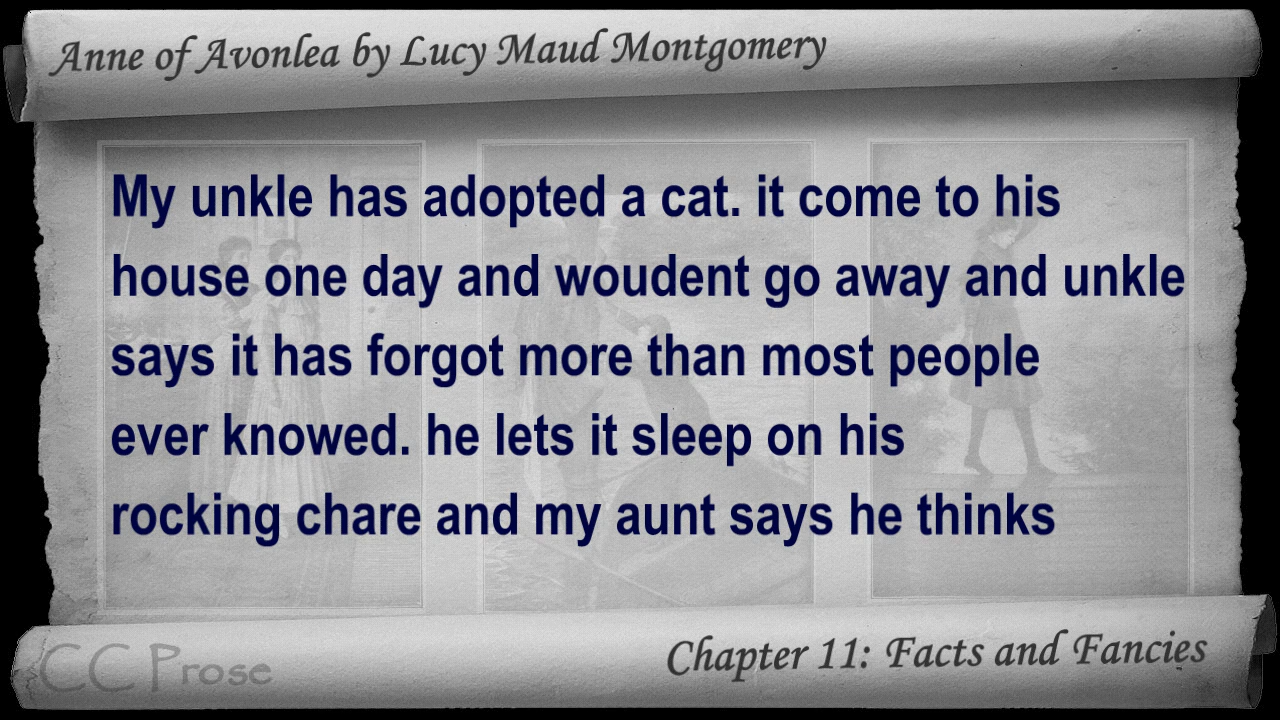 Anne of Avonlea by Lucy Maud Montgomery
My unkle has adopted a cat. it come to his
house one day and woudent go away and unkle
says it has forgot more than most people
ever knowed. he lets it sleep on his
rocking chare and my aunt says he thinks
CC Prose
Chapter 11: Facts and Fancies